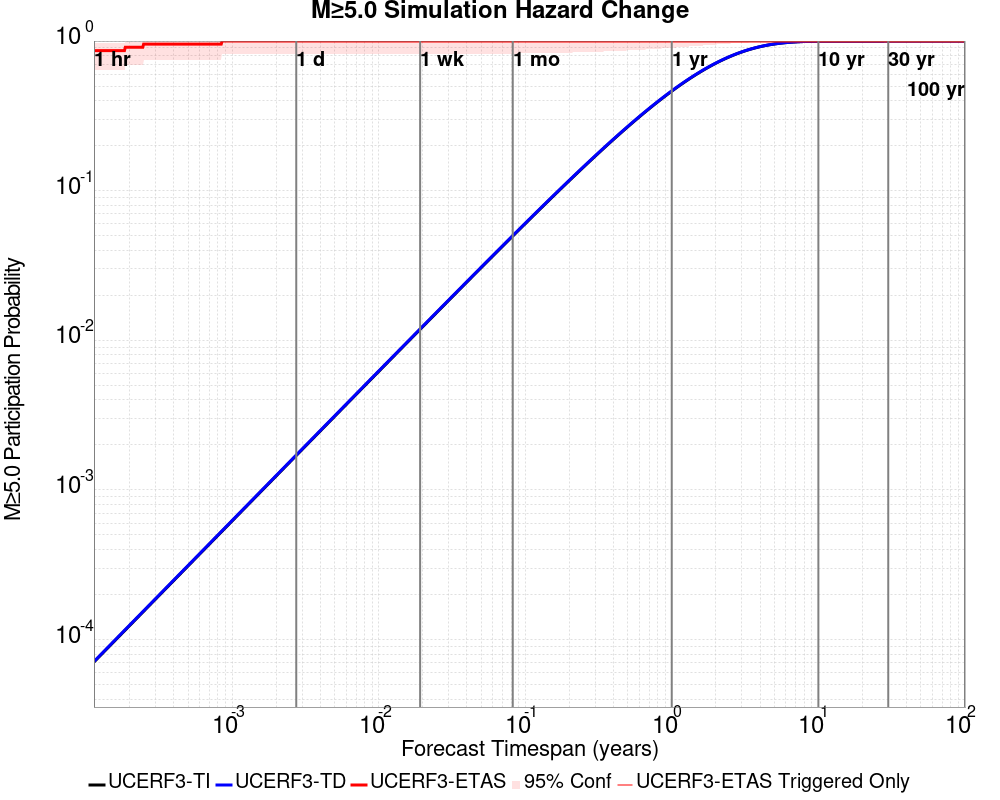 M≥5.0 Simulation Hazard Change
10^0
1 hr
1 d
1 wk
1 mo
1 yr
10 yr
30 yr
100 yr
10^-1
10^-2
10^-3
10^-4
M≥5.0 Participation Probability
10^-3
10^-2
10^-1
10^0
10^1
10^2
Forecast Timespan (years)
UCERF3-TI
UCERF3-TD
UCERF3-ETAS
95% Conf
UCERF3-ETAS Triggered Only